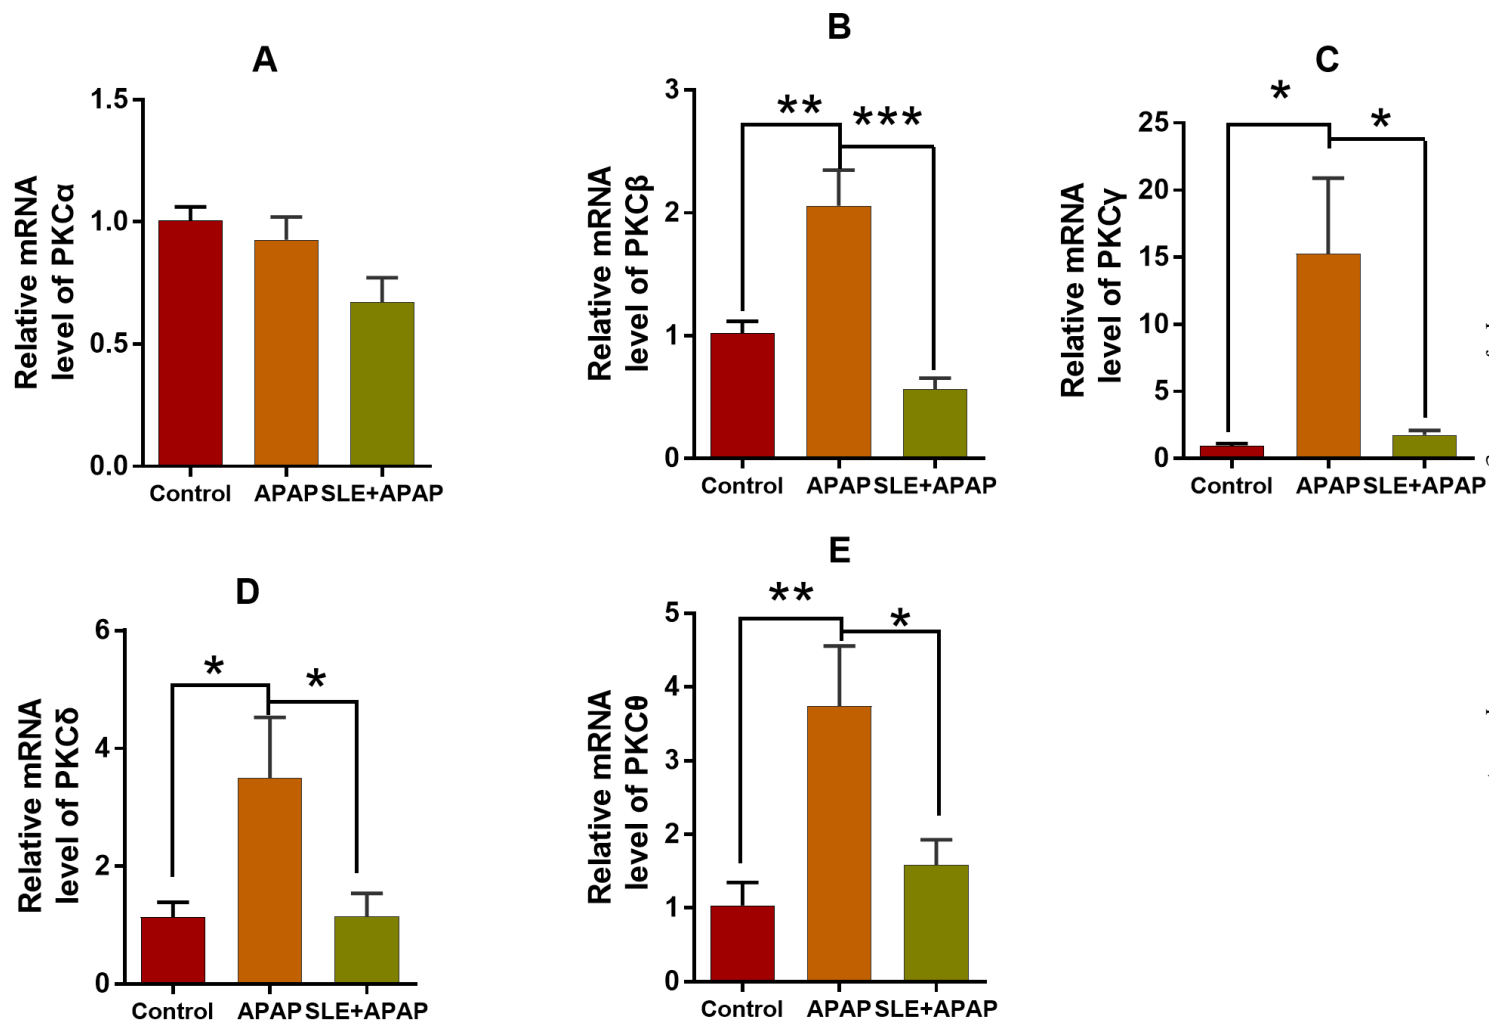 A
Relative mRNA
level of PKCα
1.5
1.0
0.5
0.0
Control APAP SLE+APAP
B
Relative mRNA
level of PKCβ
3
2
1
0
** ***
Control APAP SLE+APAP
C
Relative mRNA
level of PKCγ
25
20
15
10
5
0
* *
Control APAP SLE+APAP
D
Relative mRNA
level of PKCδ
6
4
2
0
* *
Control APAP SLE+APAP
E
Relative mRNA
level of PKCθ
5
4
3
2
1
0
** *
Control APAP SLE+APAP